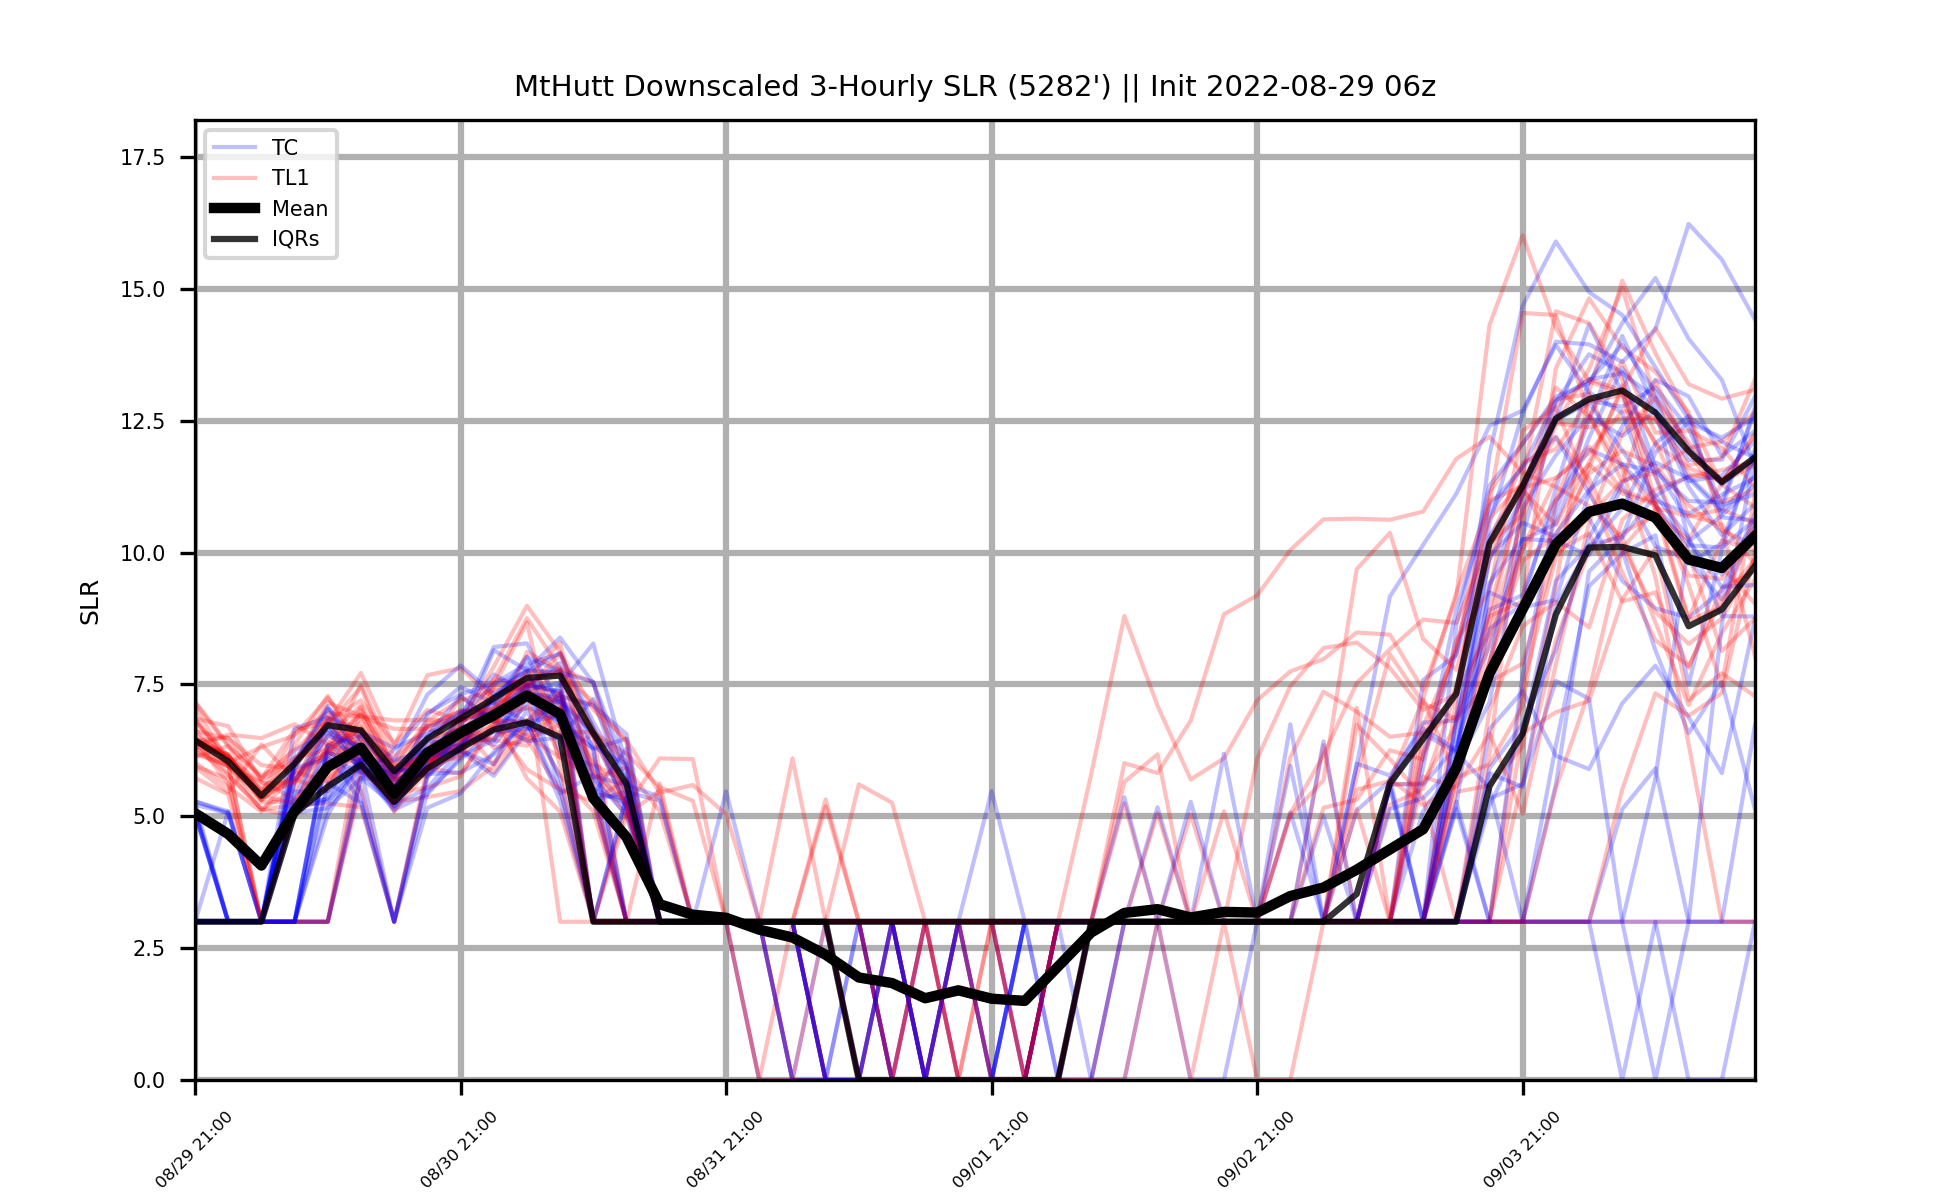 MtHutt Downscaled 3-Hourly SLR (5282') || Init 2022-08-29 06z
TC
TL1
Mean
IQRs
17.5
15.0
12.5
10.0
7.5
5.0
2.5
0.0
SLR
08/29 21:00
08/30 21:00
08/31 21:00
09/01 21:00
09/02 21:00
09/03 21:00